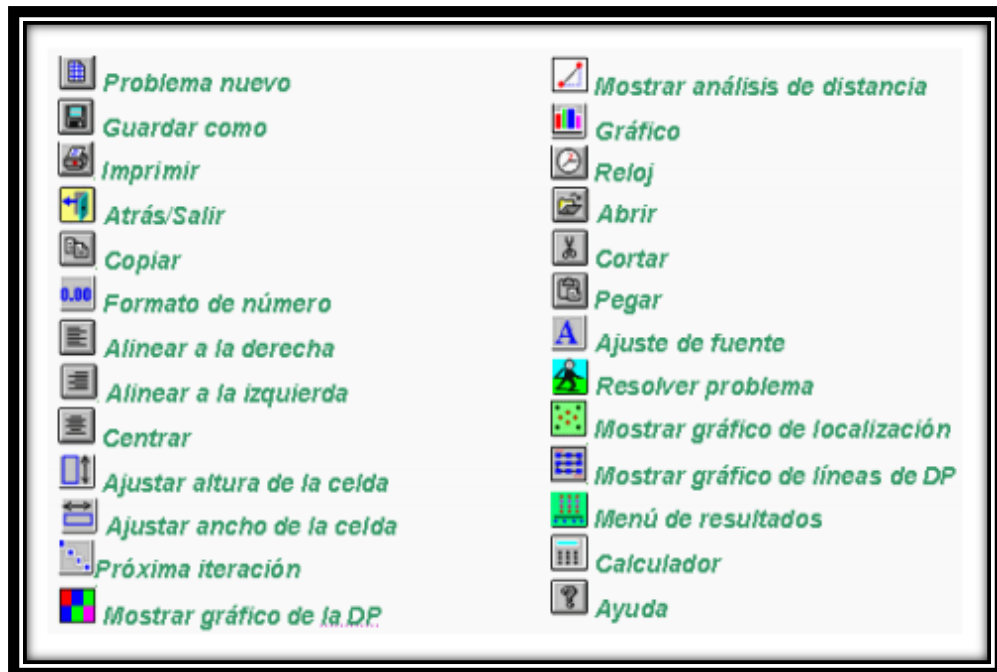 Problema nuevo
Guardar como
Imprimir
Atrás/Salir
Copiar
0.00 Formato de número
Alinear a la derecha
Alinear a la izquierda
Centrar
Ajustar altura de la celda
Ajustar ancho de la celda
Próxima iteración
Mostrar gráfico de la DP
Mostrar análisis de distancia
Gráfico
Reloj
Abrir
Cortar
Pegar
A Ajuste de fuente
Resolver problema
Mostrar gráfico de localización
Mostrar gráfico de líneas de DP
Menú de resultados
Calculador
? Ayuda